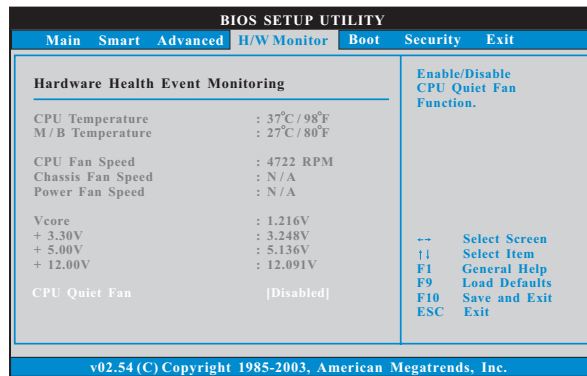 BIOS SETUP UTILITY
Main Smart Advanced H/W Monitor Boot Security Exit
Hardware Health Event Monitoring
CPU Temperature : 37°C / 98°F
M / B Temperature : 27°C / 80°F
CPU Fan Speed : 4722 RPM
Chassis Fan Speed : N / A
Power Fan Speed : N / A
Vcore : 1.216V
+ 3.30V : 3.248V
+ 5.00V : 5.136V
+ 12.00V : 12.091V
CPU Quiet Fan [Disabled]
Enable/Disable
CPU Quiet Fan
Function.
←→ Select Screen
↑↓ Select Item
F1 General Help
F9 Load Defaults
F10 Save and Exit
ESC Exit
v02.54 (C) Copyright 1985-2003, American Megatrends, Inc.